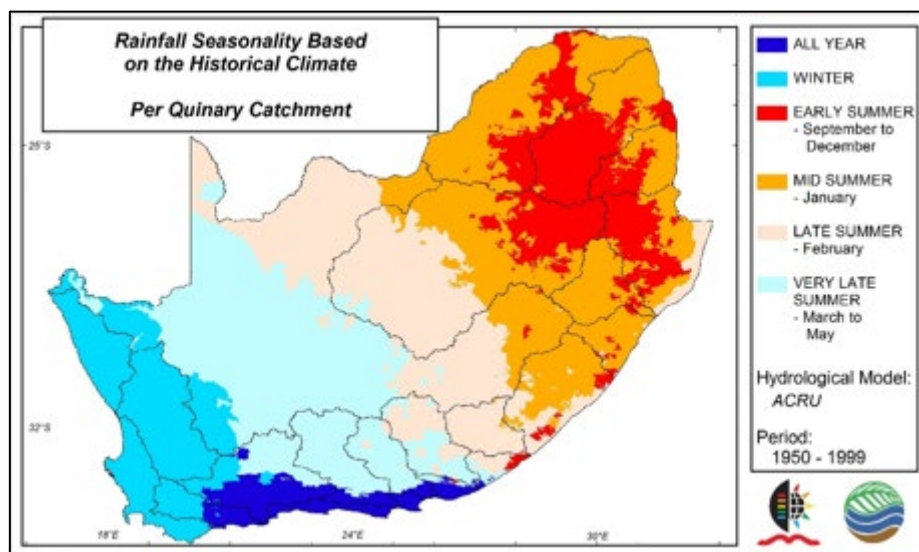 Rainfall Seasonality Based
on the Historical Climate
Per Quinary Catchment
ALL YEAR
WINTER
EARLY SUMMER
- September to
December
MID SUMMER
- January
LATE SUMMER
- February
VERY LATE
SUMMER
- March to
May
Hydrological Model:
ACRU
Period:
1950 - 1999
25°S
32°S
18°E
24°E
30°E